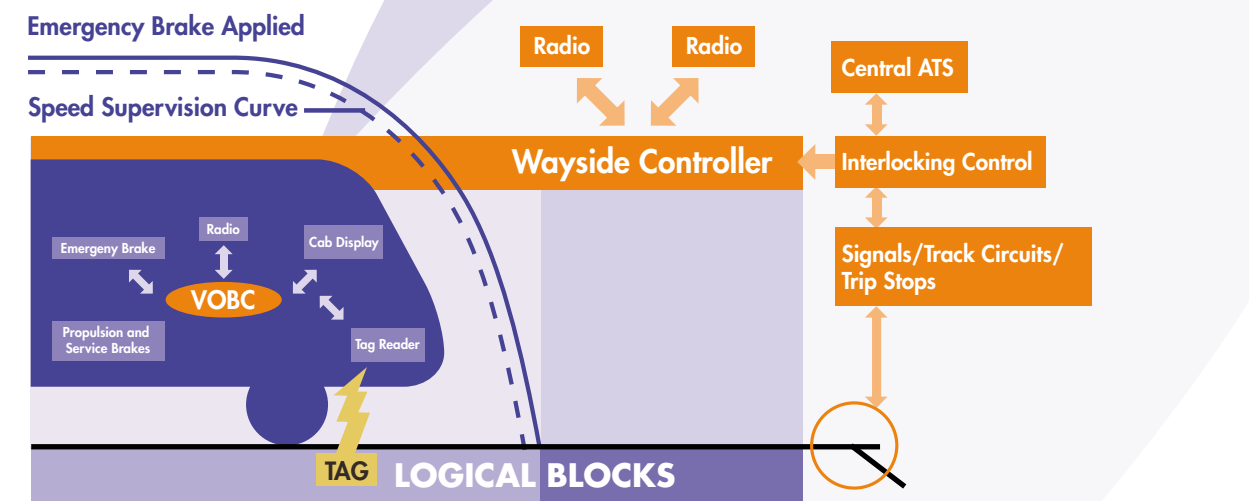 Emergency Brake Applied
Speed Supervision Curve
Radio
Radio
Central ATS
Wayside Controller
Interlocking Control
Signals/Track Circuits/
Trip Stops
Radio
Emergeny Brake
Cab Display
VOBC
Propulsion and
Service Brakes
Tag Reader
TAG
LOGICAL BLOCKS